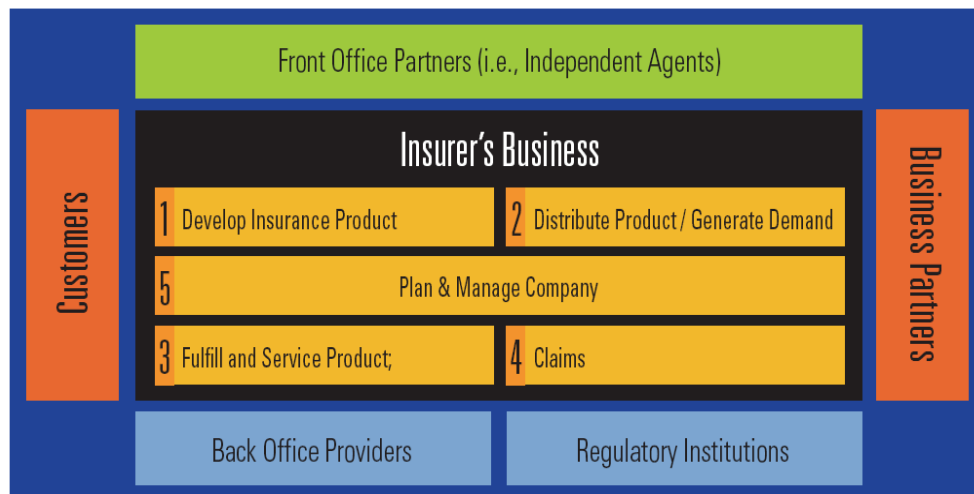 Front Office Partners (i.e., Independent Agents)
Customers
Insurer's Business
1 Develop Insurance Product
2 Distribute Product / Generate Demand
5 Plan & Manage Company
3 Fulfill and Service Product;
4 Claims
Business Partners
Back Office Providers
Regulatory Institutions